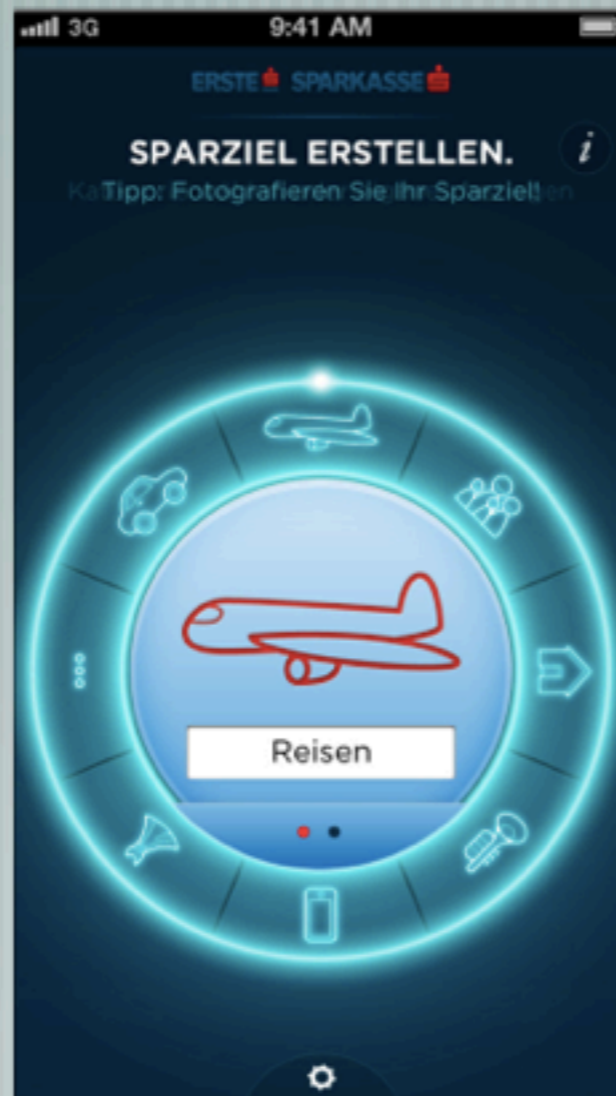 3G 9:41 AM
ERSTE SPARKASSE
SPARZIEL ERSTELLEN. i
Tipp: Fotografieren Sie Ihr Sparziel!
Reisen